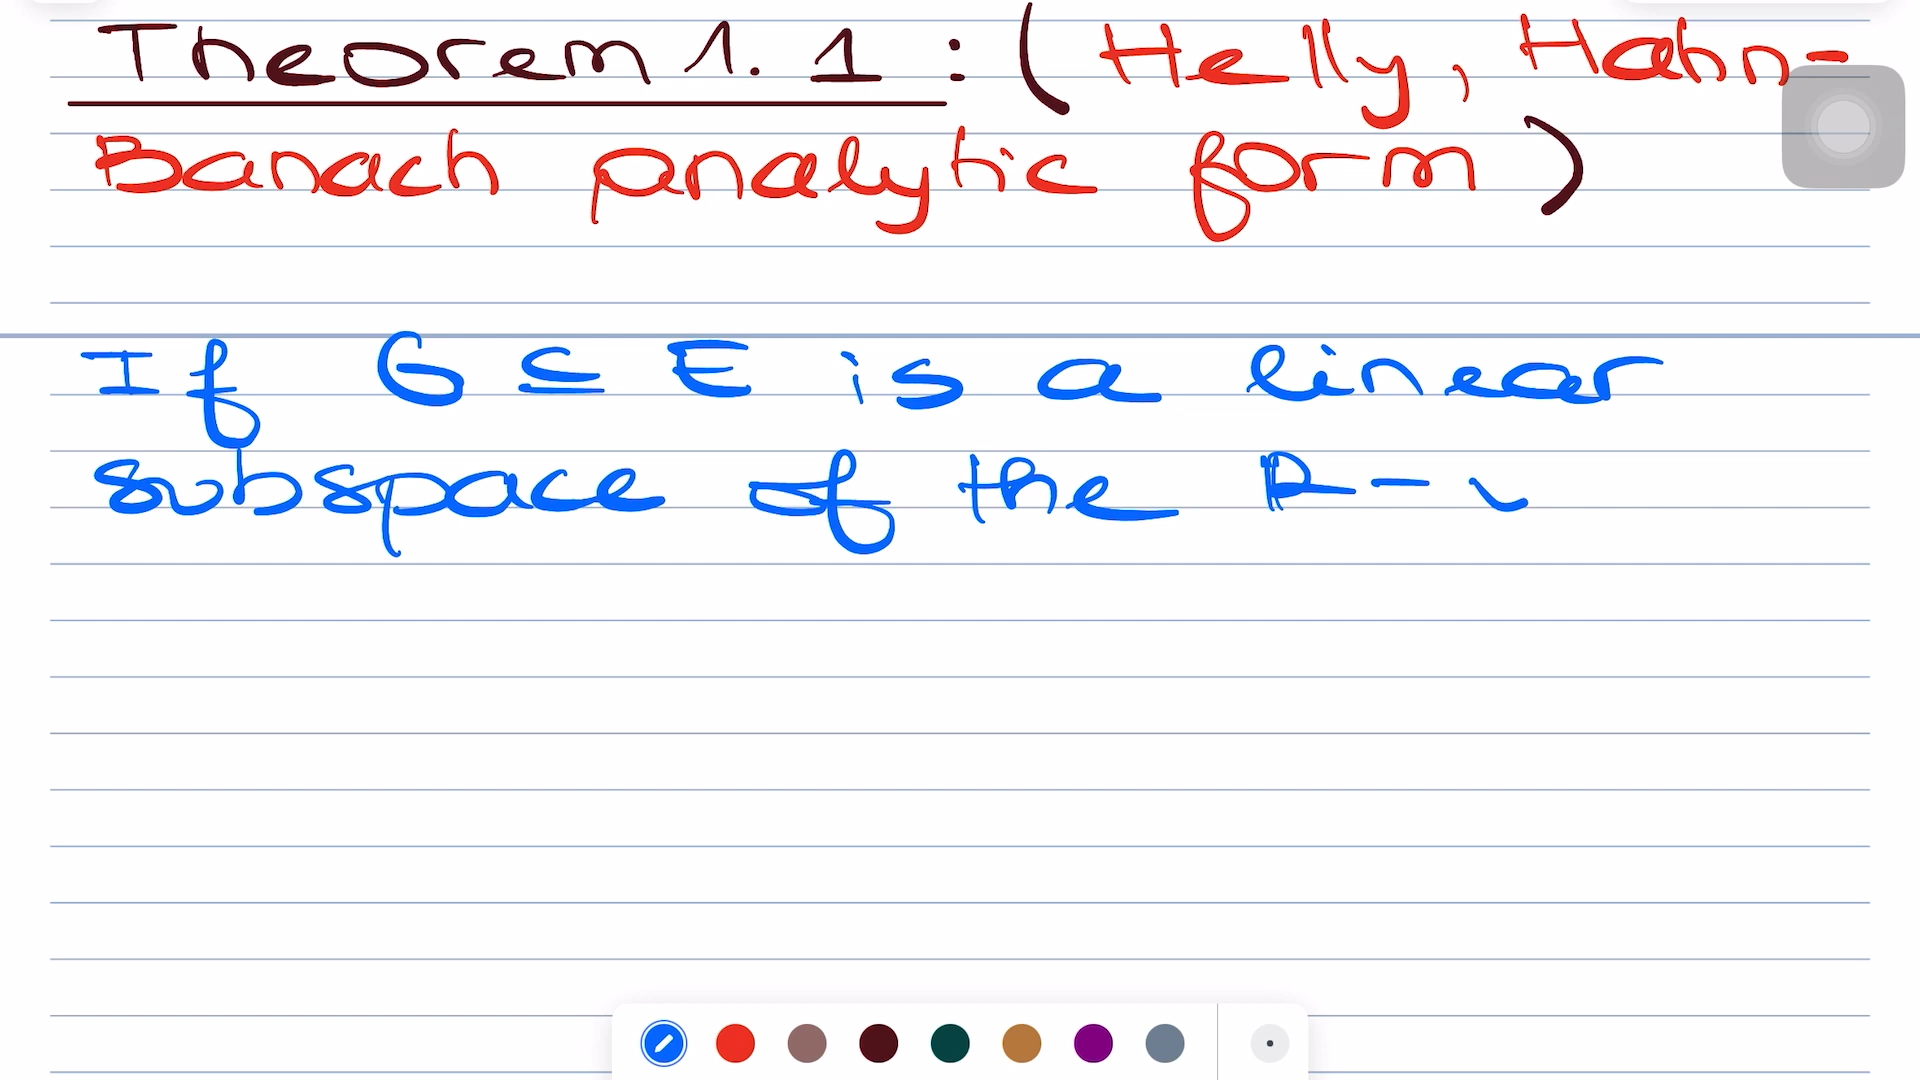 Theorem 1.1: (Helly, Hahn-
Banach analytic form)
If G ⊆ E is a linear
subspace of the ℝ-v